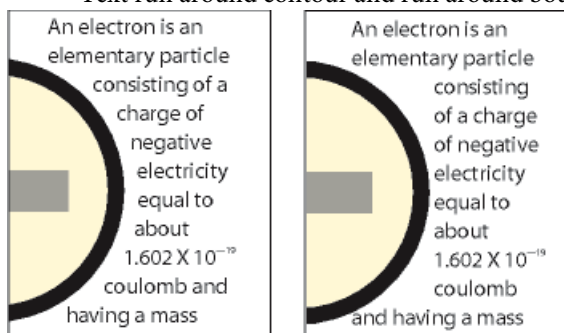 Text run around contour and run around bo
An electron is an
elementary particle
consisting of a
charge of
negative
electricity
equal to
about
1.602 X 10⁻¹⁹
coulomb and
having a mass
An electron is an
elementary particle
consisting
of a charge
of negative
electricity
equal to
about
1.602 X 10⁻¹⁹
coulomb
and having a mass